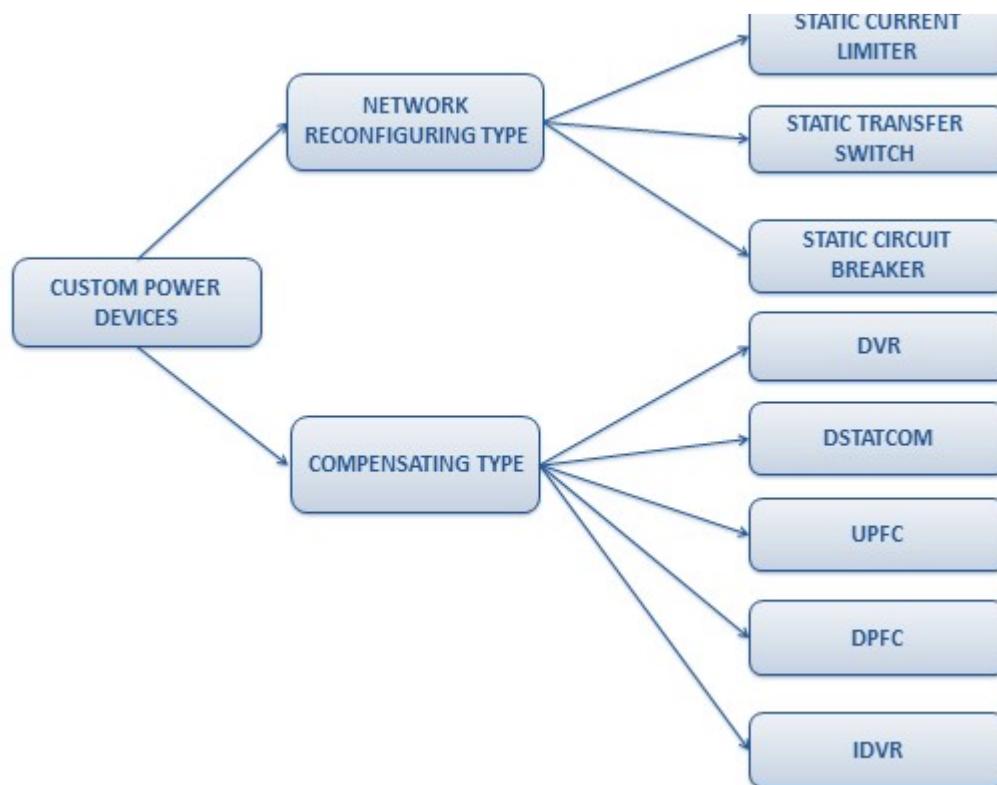 STATIC CURRENT
LIMITER
NETWORK
RECONFIGURING TYPE
STATIC TRANSFER
SWITCH
STATIC CIRCUIT
BREAKER
CUSTOM POWER
DEVICES
DVR
DSTATCOM
COMPENSATING TYPE
UPFC
DPFC
IDVR